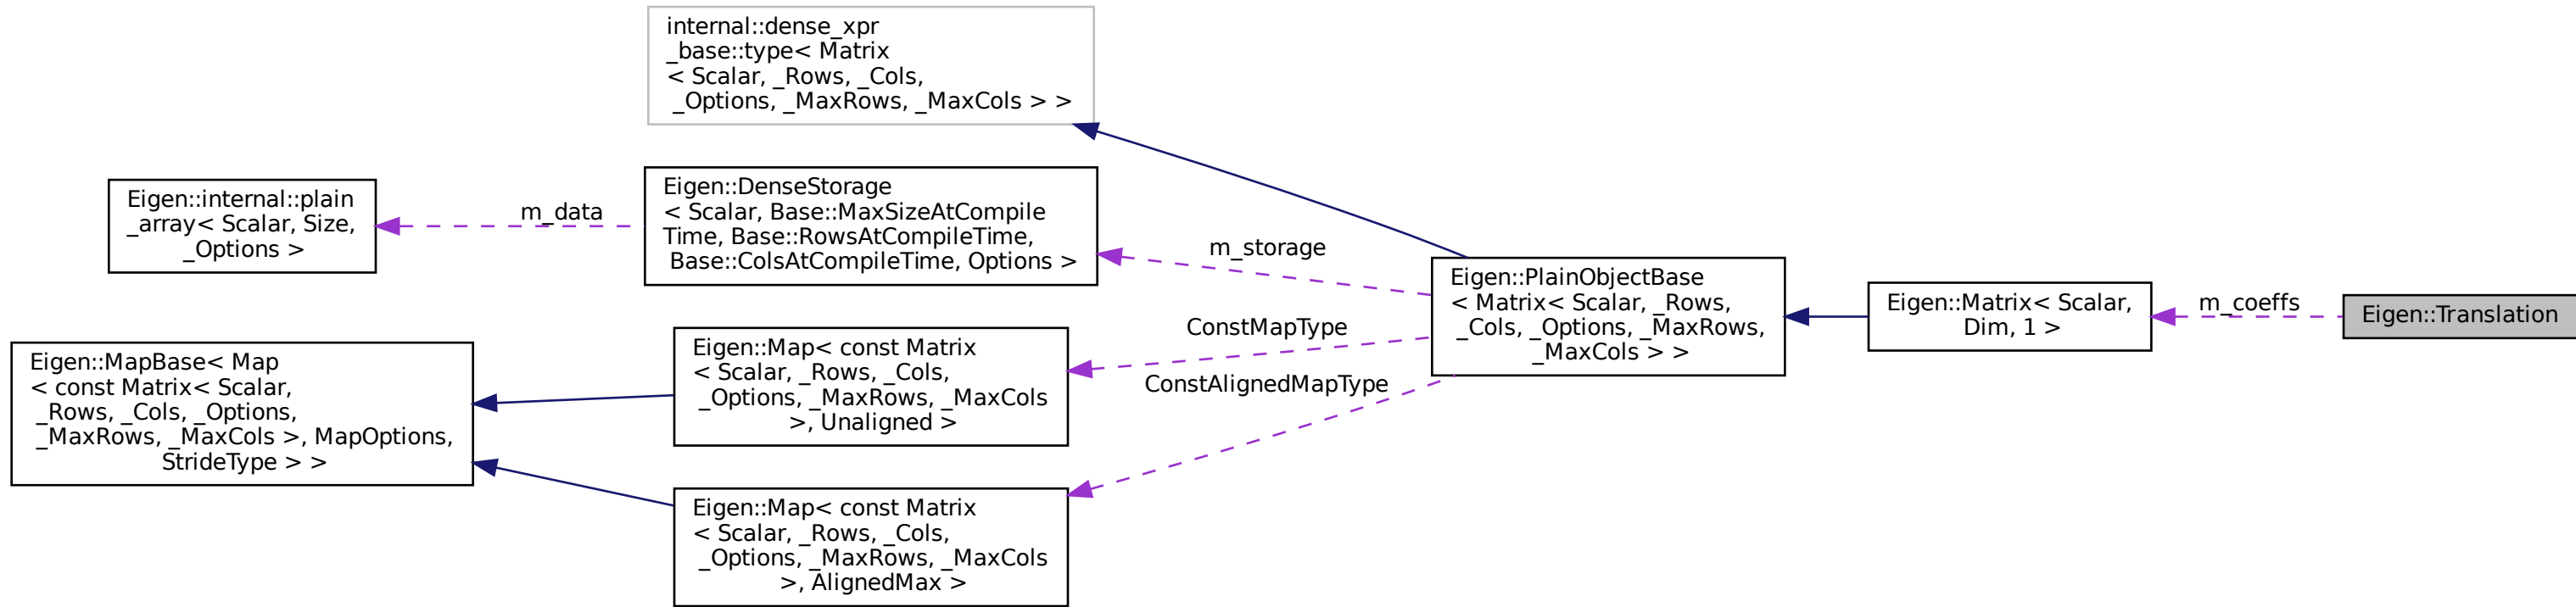 internal::dense_xpr
_base::type< Matrix
< Scalar, _Rows, _Cols,
_Options, _MaxRows, _MaxCols > >
Eigen::internal::plain
_array< Scalar, Size,
_Options >
m_data
Eigen::DenseStorage
< Scalar, Base::MaxSizeAtCompile
Time, Base::RowsAtCompileTime,
Base::ColsAtCompileTime, Options >
m_storage
Eigen::MapBase< Map
< const Matrix< Scalar,
_Rows, _Cols, _Options,
_MaxRows, _MaxCols >, MapOptions,
StrideType > >
Eigen::Map< const Matrix
< Scalar, _Rows, _Cols,
_Options, _MaxRows, _MaxCols
>, Unaligned >
ConstMapType
ConstAlignedMapType
Eigen::Map< const Matrix
< Scalar, _Rows, _Cols,
_Options, _MaxRows, _MaxCols
>, AlignedMax >
Eigen::PlainObjectBase
< Matrix< Scalar, _Rows,
_Cols, _Options, _MaxRows,
_MaxCols > >
Eigen::Matrix< Scalar,
Dim, 1 >
m_coeffs
Eigen::Translation